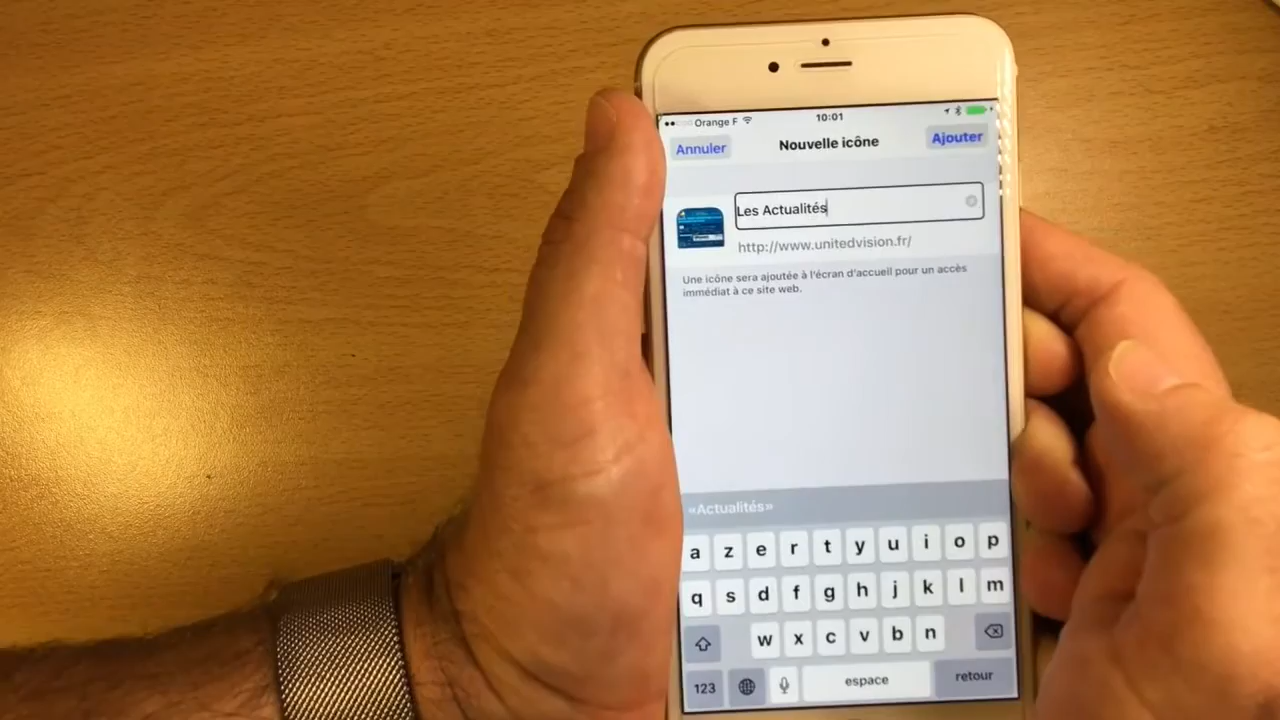 Orange F 10:01
Annuler Nouvelle icône Ajouter
Les Actualités
http://www.unitedvision.fr/
Une icône sera ajoutée à l'écran d'accueil pour un accès
immédiat à ce site web.
«Actualités»
a z e r t y u i o p
q s d f g h j k l m
w x c v b n
123 espace retour